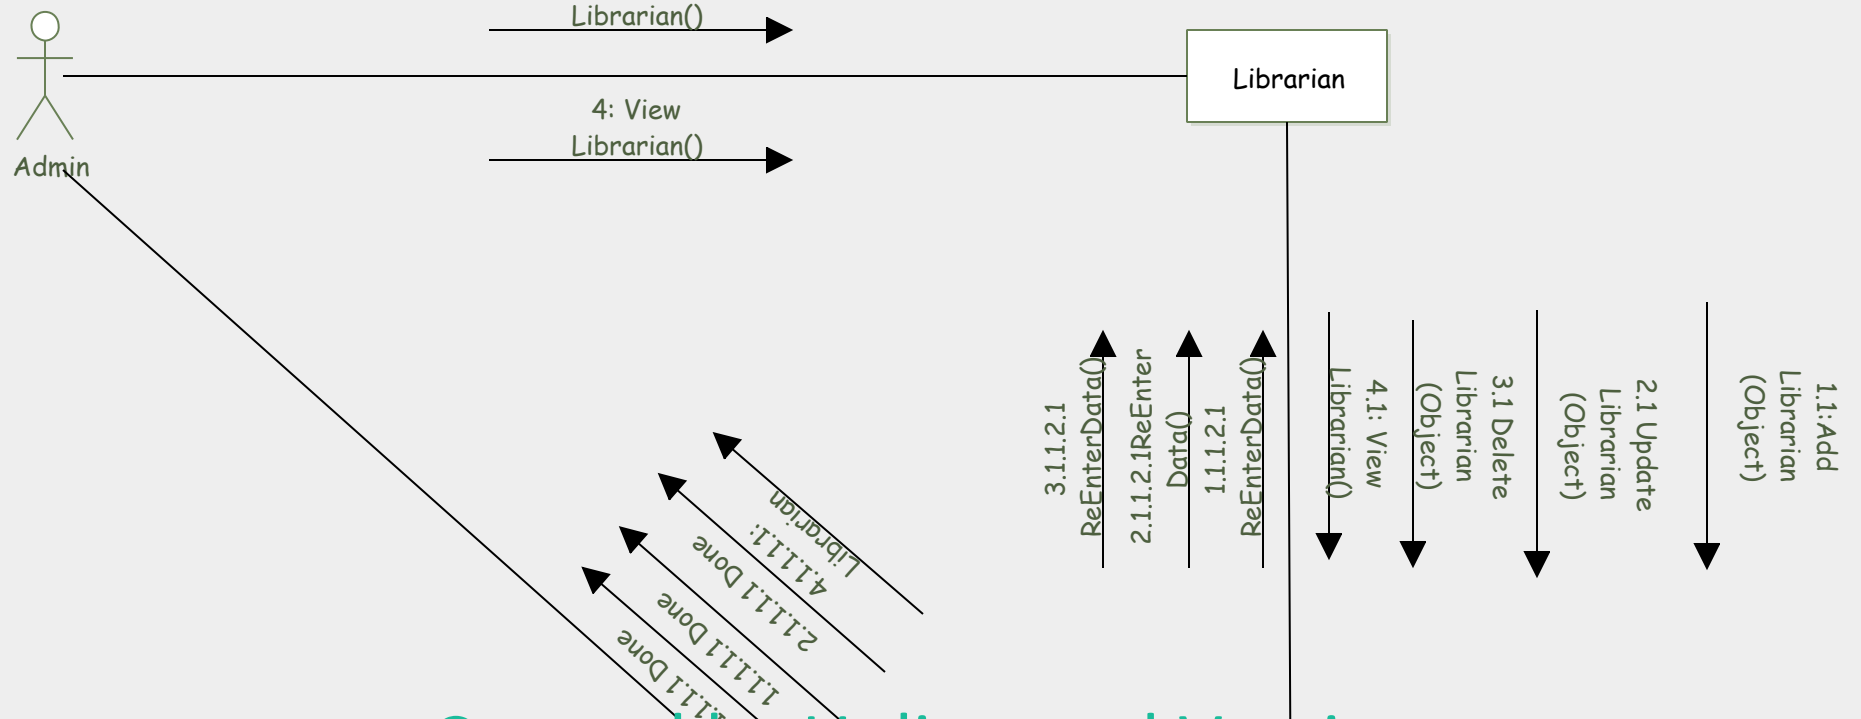 Librarian()
Librarian
4: View
Librarian()
Admin
3.1.1.2.1
ReEnterData()
2.1.1.2.1ReEnter
Data()
1.1.1.2.1
ReEnterData()
4.1: View
Librarian()
3.1 Delete
Librarian
(Object)
2.1 Update
Librarian
(Object)
1.1:Add
Librarian
(Object)
4.1.1.1.1:
Librarian
2.1.1.1.1 Done
1.1.1.1.1 Done
Done